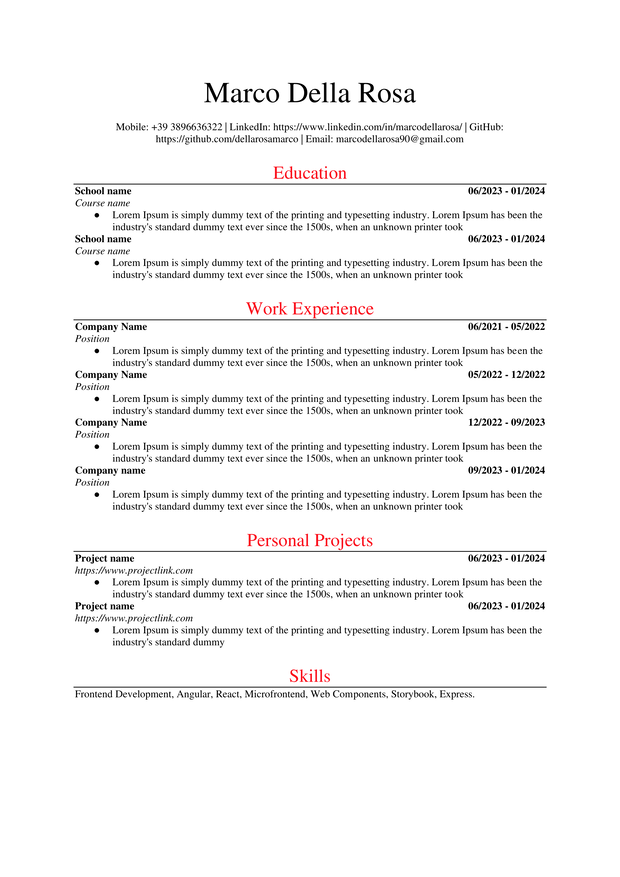 Marco Della Rosa
Mobile: +39 3896636322 | LinkedIn: https://www.linkedin.com/in/marcodellarosa/ | GitHub:
https://github.com/dellarosamarco | Email: marcodellarosa90@gmail.com
Education
School name 06/2023 - 01/2024
Course name
● Lorem Ipsum is simply dummy text of the printing and typesetting industry. Lorem Ipsum has been the
industry's standard dummy text ever since the 1500s, when an unknown printer took
School name 06/2023 - 01/2024
Course name
● Lorem Ipsum is simply dummy text of the printing and typesetting industry. Lorem Ipsum has been the
industry's standard dummy text ever since the 1500s, when an unknown printer took
Work Experience
Company Name 06/2021 - 05/2022
Position
● Lorem Ipsum is simply dummy text of the printing and typesetting industry. Lorem Ipsum has been the
industry's standard dummy text ever since the 1500s, when an unknown printer took
Company Name 05/2022 - 12/2022
Position
● Lorem Ipsum is simply dummy text of the printing and typesetting industry. Lorem Ipsum has been the
industry's standard dummy text ever since the 1500s, when an unknown printer took
Company Name 12/2022 - 09/2023
Position
● Lorem Ipsum is simply dummy text of the printing and typesetting industry. Lorem Ipsum has been the
industry's standard dummy text ever since the 1500s, when an unknown printer took
Company name 09/2023 - 01/2024
Position
● Lorem Ipsum is simply dummy text of the printing and typesetting industry. Lorem Ipsum has been the
industry's standard dummy text ever since the 1500s, when an unknown printer took
Personal Projects
Project name 06/2023 - 01/2024
https://www.projectlink.com
● Lorem Ipsum is simply dummy text of the printing and typesetting industry. Lorem Ipsum has been the
industry's standard dummy text ever since the 1500s, when an unknown printer took
Project name 06/2023 - 01/2024
https://www.projectlink.com
● Lorem Ipsum is simply dummy text of the printing and typesetting industry. Lorem Ipsum has been the
industry's standard dummy
Skills
Frontend Development, Angular, React, Microfrontend, Web Components, Storybook, Express.